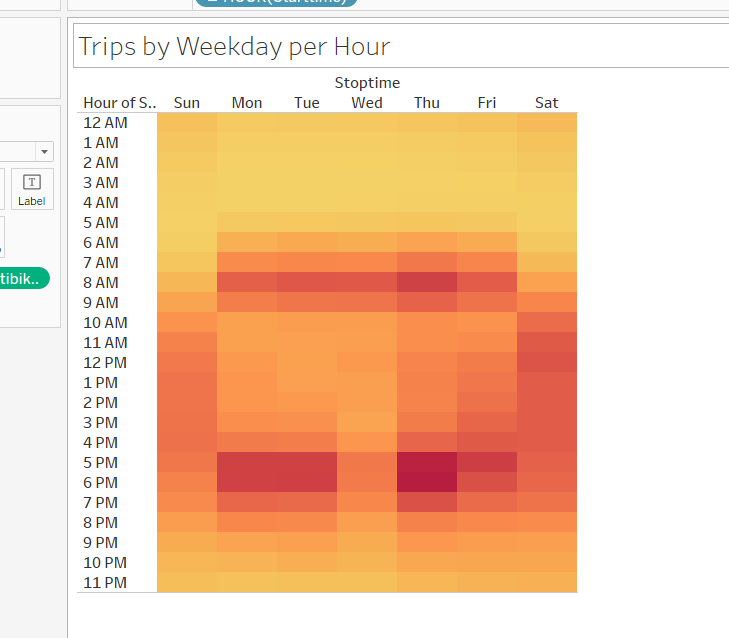 HOUR(Starttime)
Trips by Weekday per Hour
Stoptime
Hour of S.. Sun Mon Tue Wed Thu Fri Sat
12 AM
1 AM
2 AM
3 AM
4 AM
Label
5 AM
6 AM
7 AM
tibik..
8 AM
9 AM
10 AM
11 AM
12 PM
1 PM
2 PM
3 PM
4 PM
5 PM
6 PM
7 PM
8 PM
9 PM
10 PM
11 PM